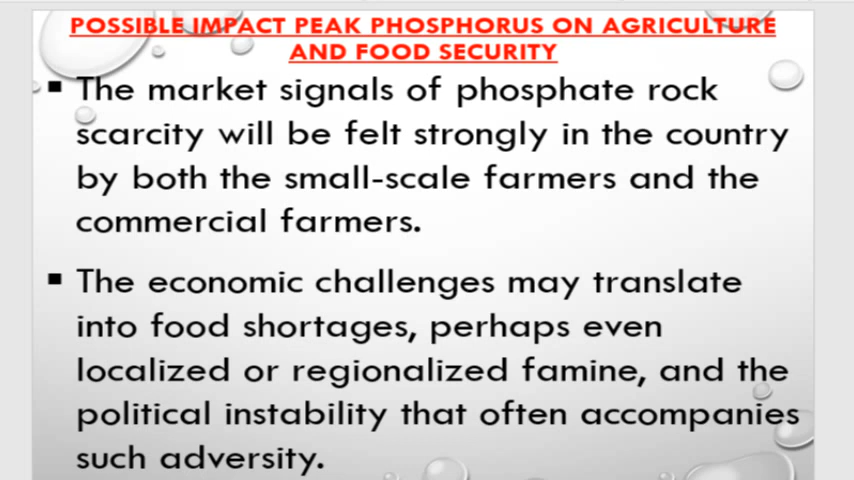 POSSIBLE IMPACT PEAK PHOSPHORUS ON AGRICULTURE
AND FOOD SECURITY
▪ The market signals of phosphate rock
scarcity will be felt strongly in the country
by both the small-scale farmers and the
commercial farmers.
▪ The economic challenges may translate
into food shortages, perhaps even
localized or regionalized famine, and the
political instability that often accompanies
such adversity.